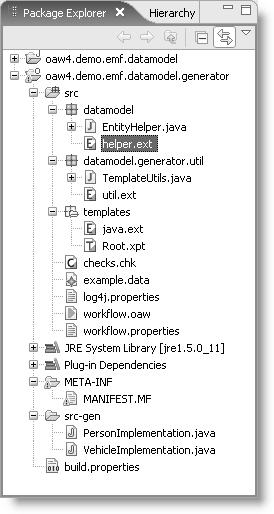 Package Explorer
Hierarchy
oaw4.demo.emf.datamodel
oaw4.demo.emf.datamodel.generator
src
datamodel
EntityHelper.java
helper.ext
datamodel.generator.util
TemplateUtils.java
util.ext
templates
java.ext
Root.xpt
checks.chk
example.data
log4j.properties
workflow.oaw
workflow.properties
JRE System Library [jre1.5.0_11]
Plug-in Dependencies
META-INF
MANIFEST.MF
src-gen
PersonImplementation.java
VehicleImplementation.java
build.properties